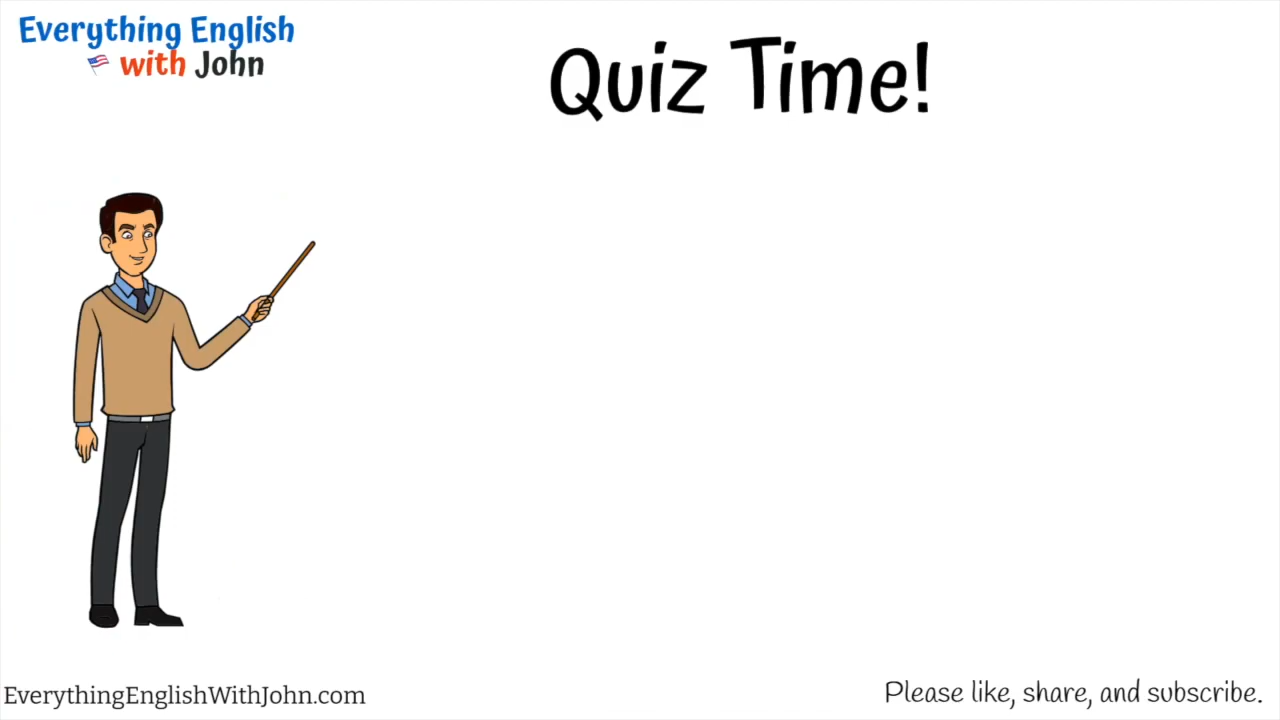 Everything English
with John
Quiz Time!
EverythingEnglishWithJohn.com
Please like, share, and subscribe.